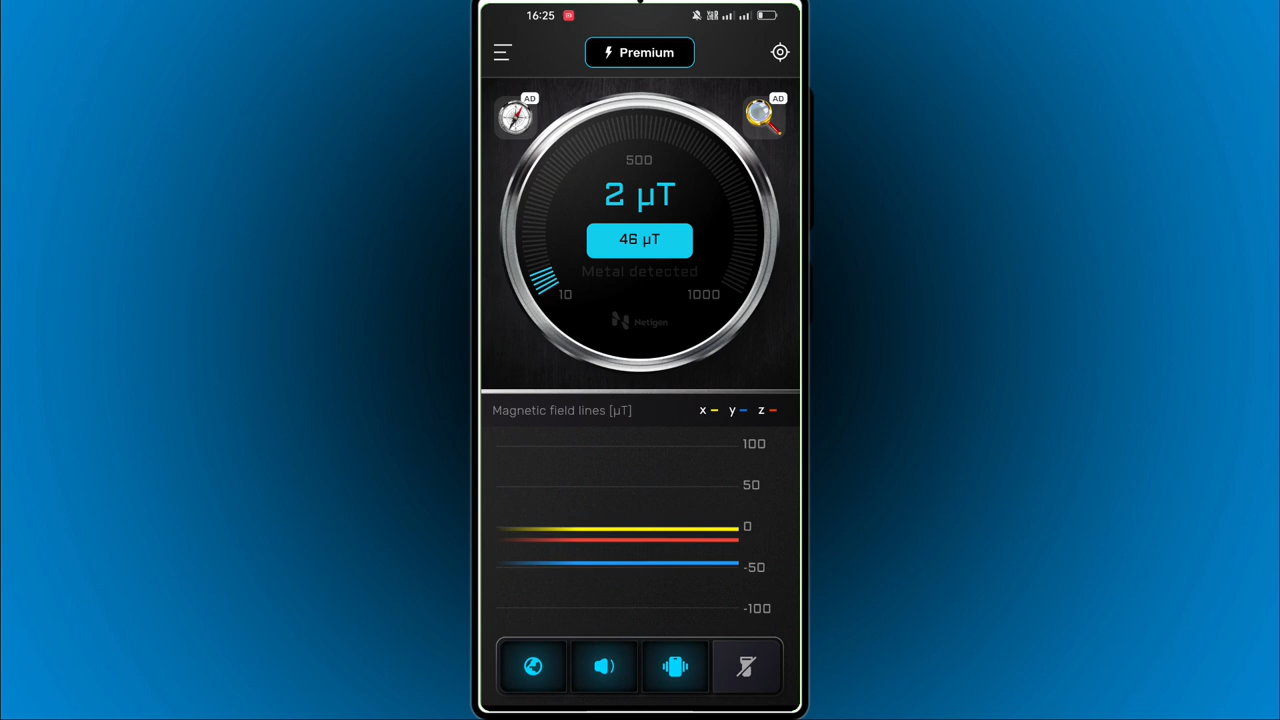 16:25
Premium
AD
AD
500
2 µT
46 µT
Metal detected
10
1000
Netigen
Magnetic field lines [µT]
x
y
z
100
50
0
-50
-100